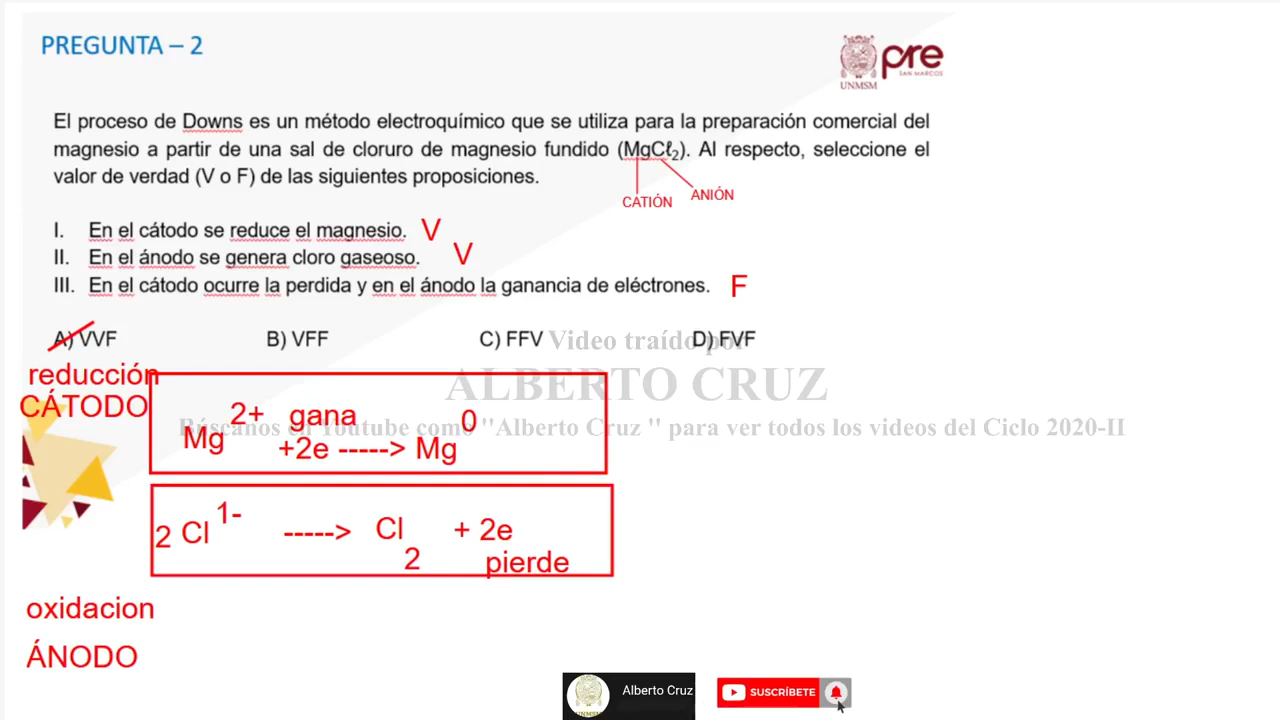 PREGUNTA – 2
pre
SAN MARCOS
UNMSM
El proceso de Downs es un método electroquímico que se utiliza para la preparación comercial del
magnesio a partir de una sal de cloruro de magnesio fundido (MgCℓ₂). Al respecto, seleccione el
valor de verdad (V o F) de las siguientes proposiciones.
CATIÓN
ANIÓN
I. En el cátodo se reduce el magnesio. V
II. En el ánodo se genera cloro gaseoso. V
III. En el cátodo ocurre la perdida y en el ánodo la ganancia de eléctrones. F
A) VVF B) VFF C) FFV D) FVF
Video traído por
ALBERTO CRUZ
Búscanos en Youtube como "Alberto Cruz " para ver todos los videos del Ciclo 2020-II
reducción
CÁTODO
2+ gana 0
Mg +2e -----> Mg
1-
2 Cl -----> Cl + 2e
2 pierde
oxidacion
ÁNODO
UNMSM
Alberto Cruz
SUSCRÍBETE